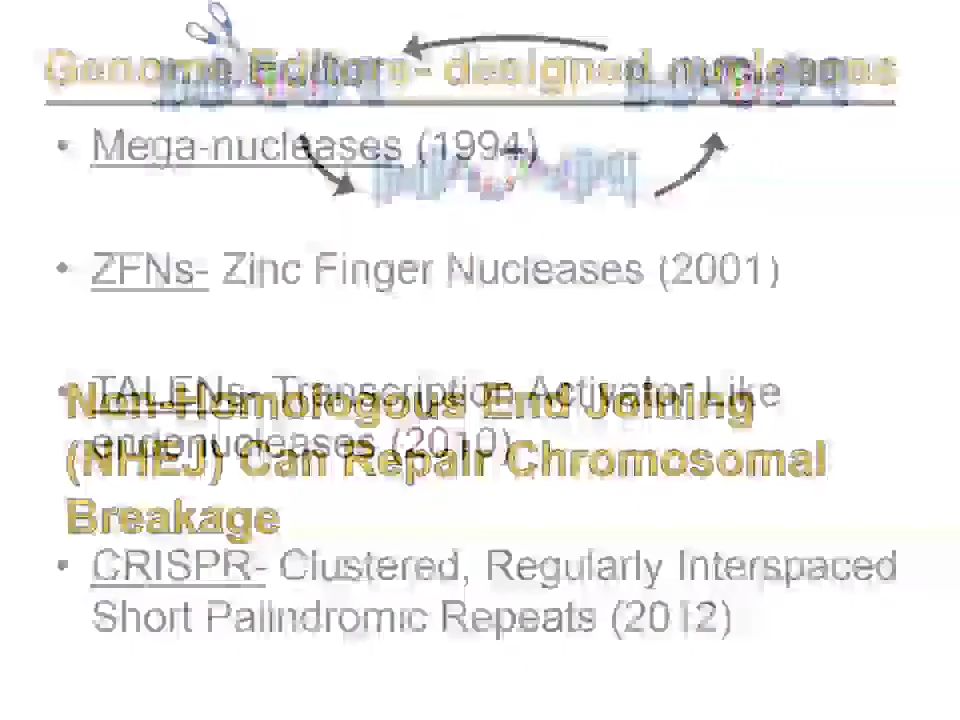 Genome Editors- designed nucleases
• Mega-nucleases (1994)
• ZFNs- Zinc Finger Nucleases (2001)
• TALENs- Transcription Activator Like
endonucleases (2010)
Non-Homologous End Joining
(NHEJ) Can Repair Chromosomal
Breakage
• CRISPR- Clustered, Regularly Interspaced
Short Palindromic Repeats (2012)